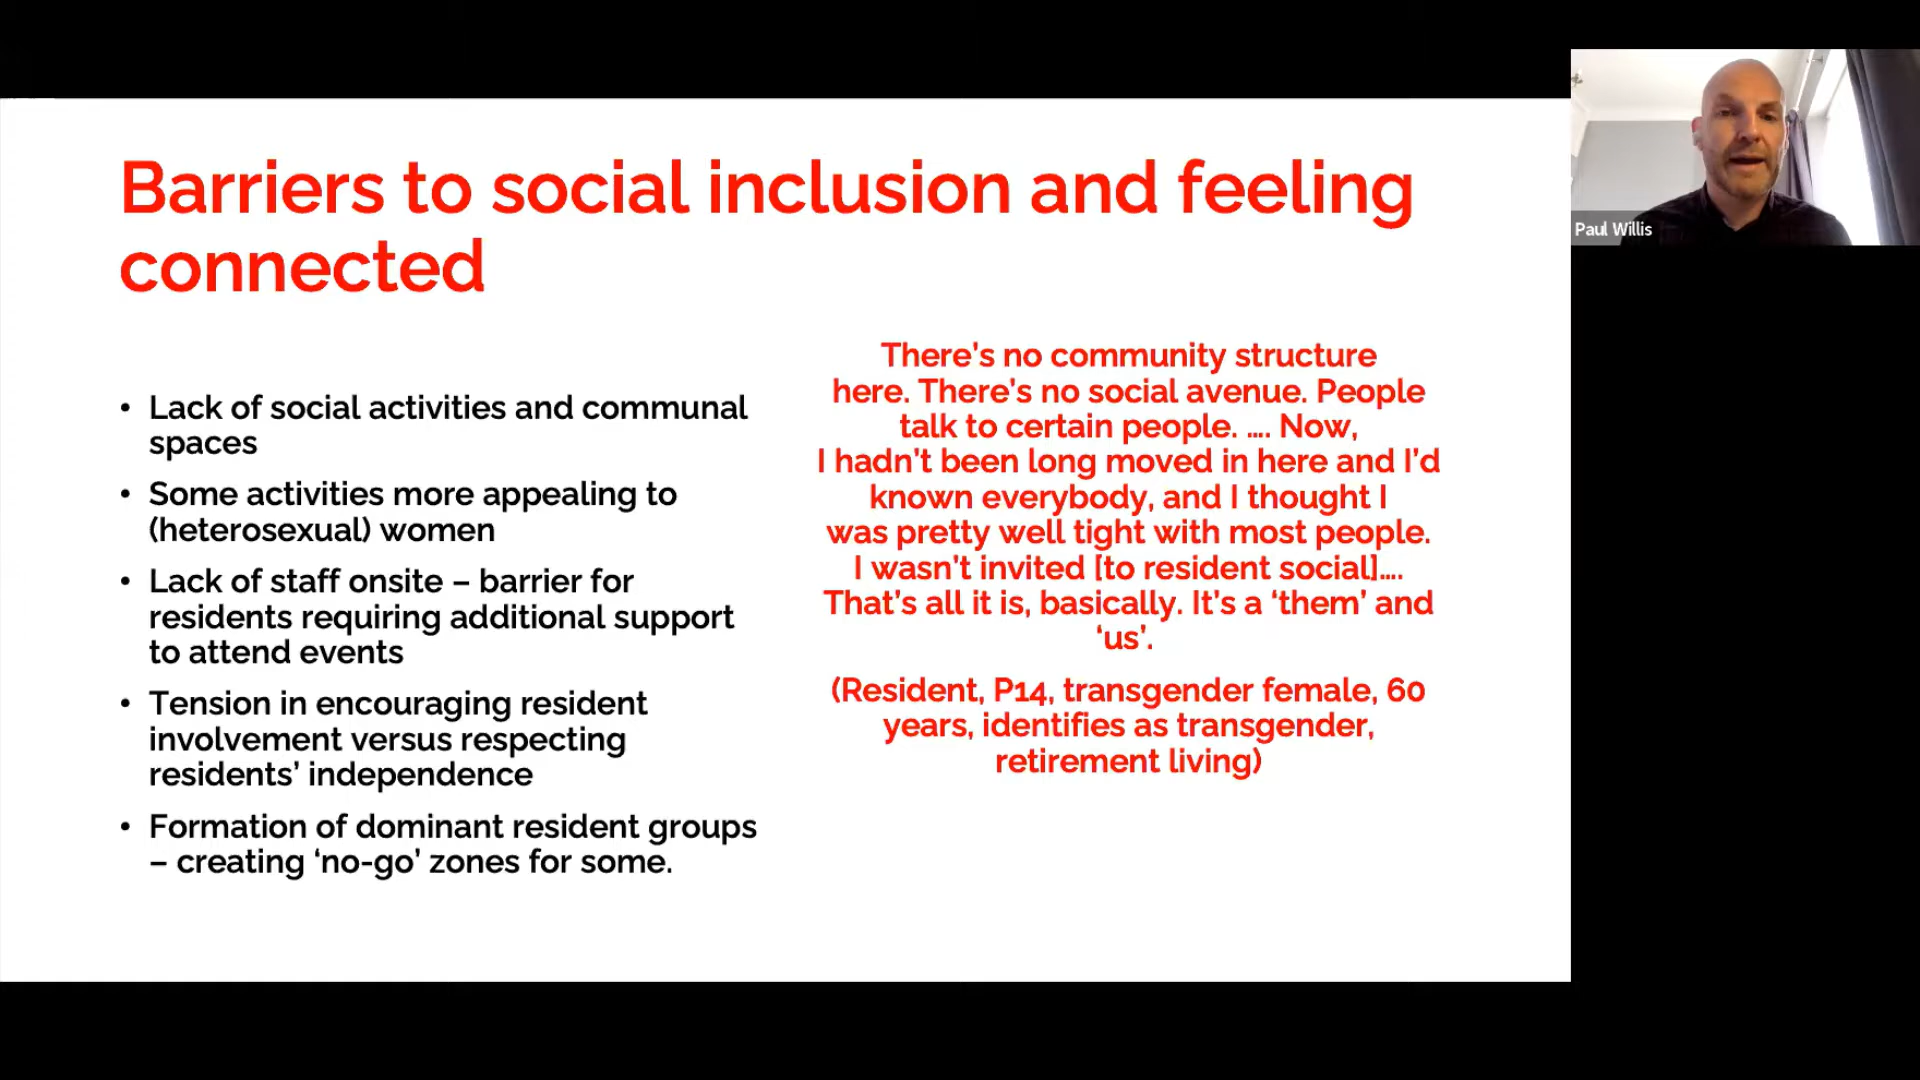 Barriers to social inclusion and feeling
connected
• Lack of social activities and communal
spaces
• Some activities more appealing to
(heterosexual) women
• Lack of staff onsite – barrier for
residents requiring additional support
to attend events
• Tension in encouraging resident
involvement versus respecting
residents’ independence
• Formation of dominant resident groups
– creating ‘no-go’ zones for some.
There’s no community structure
here. There’s no social avenue. People
talk to certain people. .... Now,
I hadn’t been long moved in here and I’d
known everybody, and I thought I
was pretty well tight with most people.
I wasn’t invited [to resident social]....
That’s all it is, basically. It’s a ‘them’ and
‘us’.
(Resident, P14, transgender female, 60
years, identifies as transgender,
retirement living)
Paul Willis